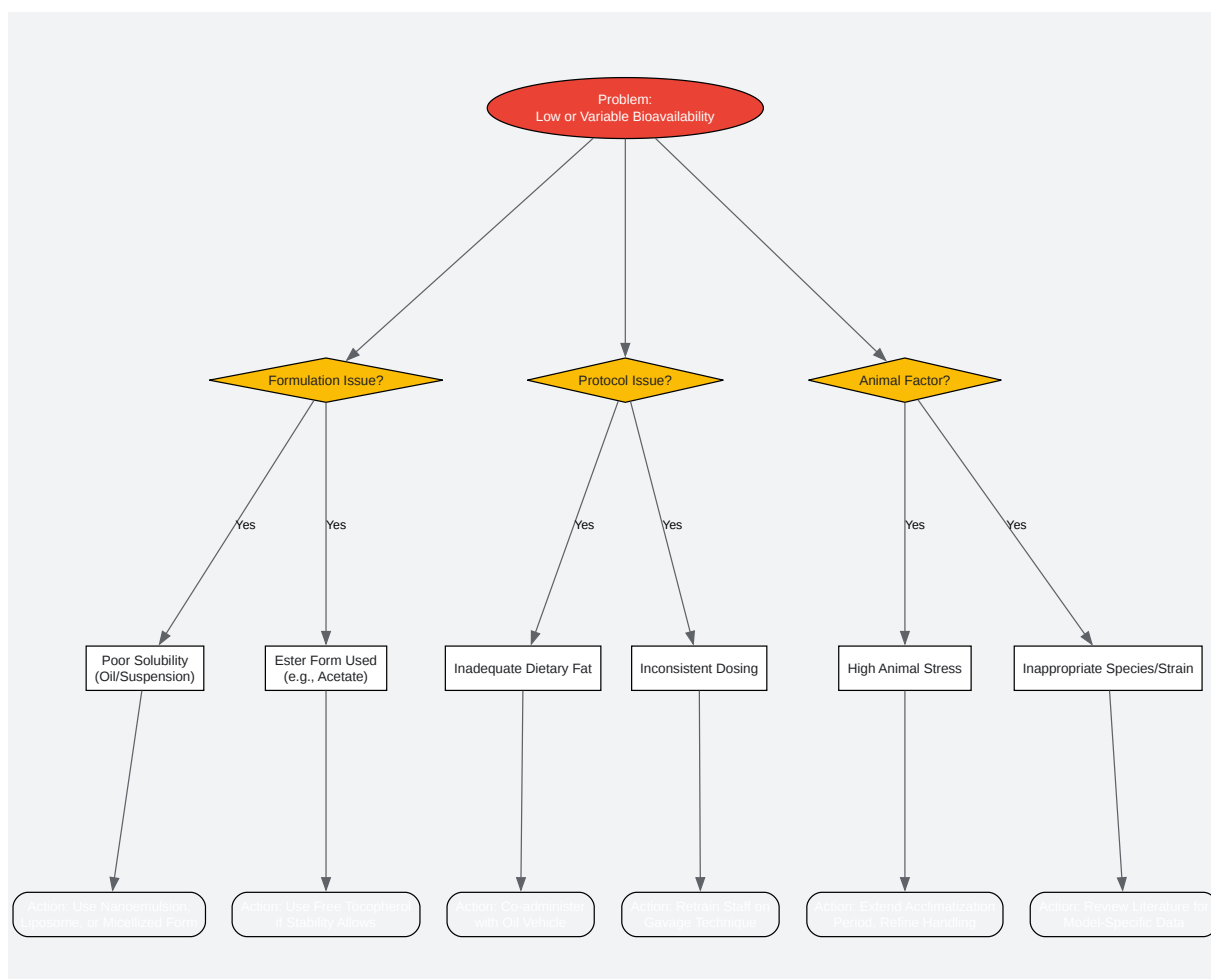 Problem:
Low or Variable Bioavailability
Formulation Issue?
Protocol Issue?
Animal Factor?
Yes
Yes
Yes
Yes
Yes
Yes
Poor Solubility
(Oil/Suspension)
Ester Form Used
(e.g., Acetate)
Inadequate Dietary Fat
Inconsistent Dosing
High Animal Stress
Inappropriate Species/Strain
Action: Use Nanoemulsion,
Liposome, or Micellized Form
Action: Use Free Tocopherol
if Stability Allows
Action: Co-administer
with Oil Vehicle
Action: Retrain Staff on
Gavage Technique
Action: Extend Acclimatization
Period, Refine Handling
Action: Review Literature for
Model-Specific Data